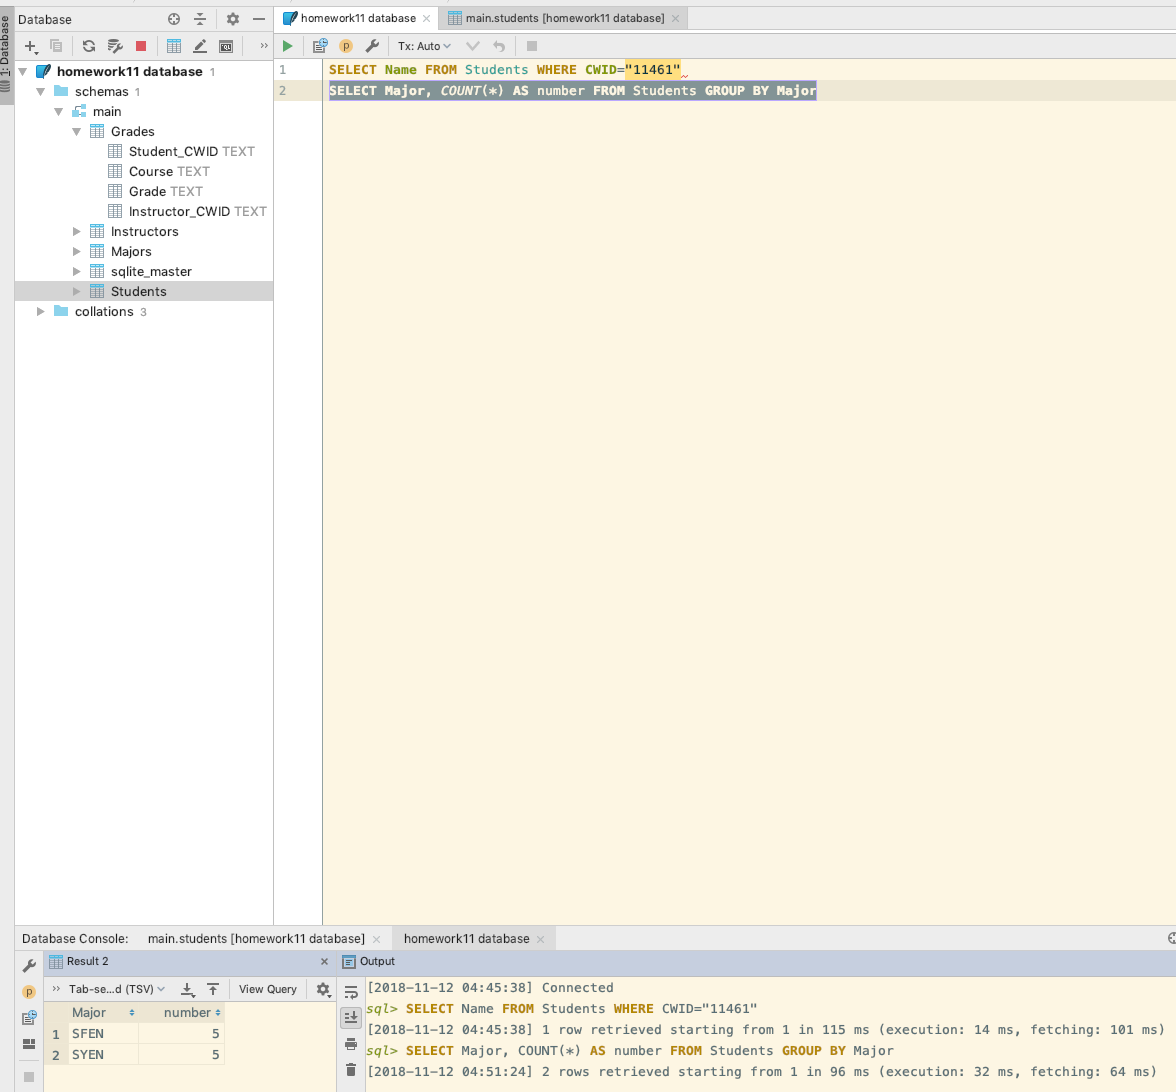 1: Database
Database
homework11 database 1
schemas 1
main
Grades
Student_CWID TEXT
Course TEXT
Grade TEXT
Instructor_CWID TEXT
Instructors
Majors
sqlite_master
Students
collations 3
homework11 database
main.students [homework11 database]
Tx: Auto
1 SELECT Name FROM Students WHERE CWID="11461"
2 SELECT Major, COUNT(*) AS number FROM Students GROUP BY Major
Database Console: main.students [homework11 database] homework11 database
Result 2
Tab-se...d (TSV) View Query
Major number
1 SFEN 5
2 SYEN 5
Output
[2018-11-12 04:45:38] Connected
sql> SELECT Name FROM Students WHERE CWID="11461"
[2018-11-12 04:45:38] 1 row retrieved starting from 1 in 115 ms (execution: 14 ms, fetching: 101 ms)
sql> SELECT Major, COUNT(*) AS number FROM Students GROUP BY Major
[2018-11-12 04:51:24] 2 rows retrieved starting from 1 in 96 ms (execution: 32 ms, fetching: 64 ms)